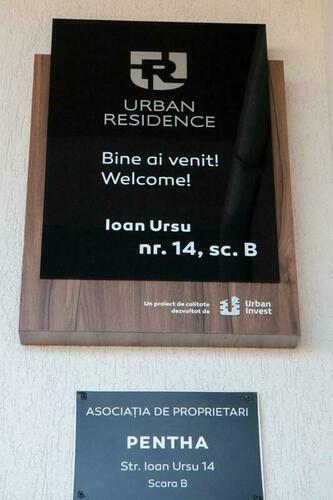 URBAN
RESIDENCE
Bine ai venit!
Welcome!
Ioan Ursu
nr. 14, sc. B
Un proiect de calitate
dezvoltat de
Urban
Invest
ASOCIAȚIA DE PROPRIETARI
PENTHA
Str. Ioan Ursu 14
Scara B